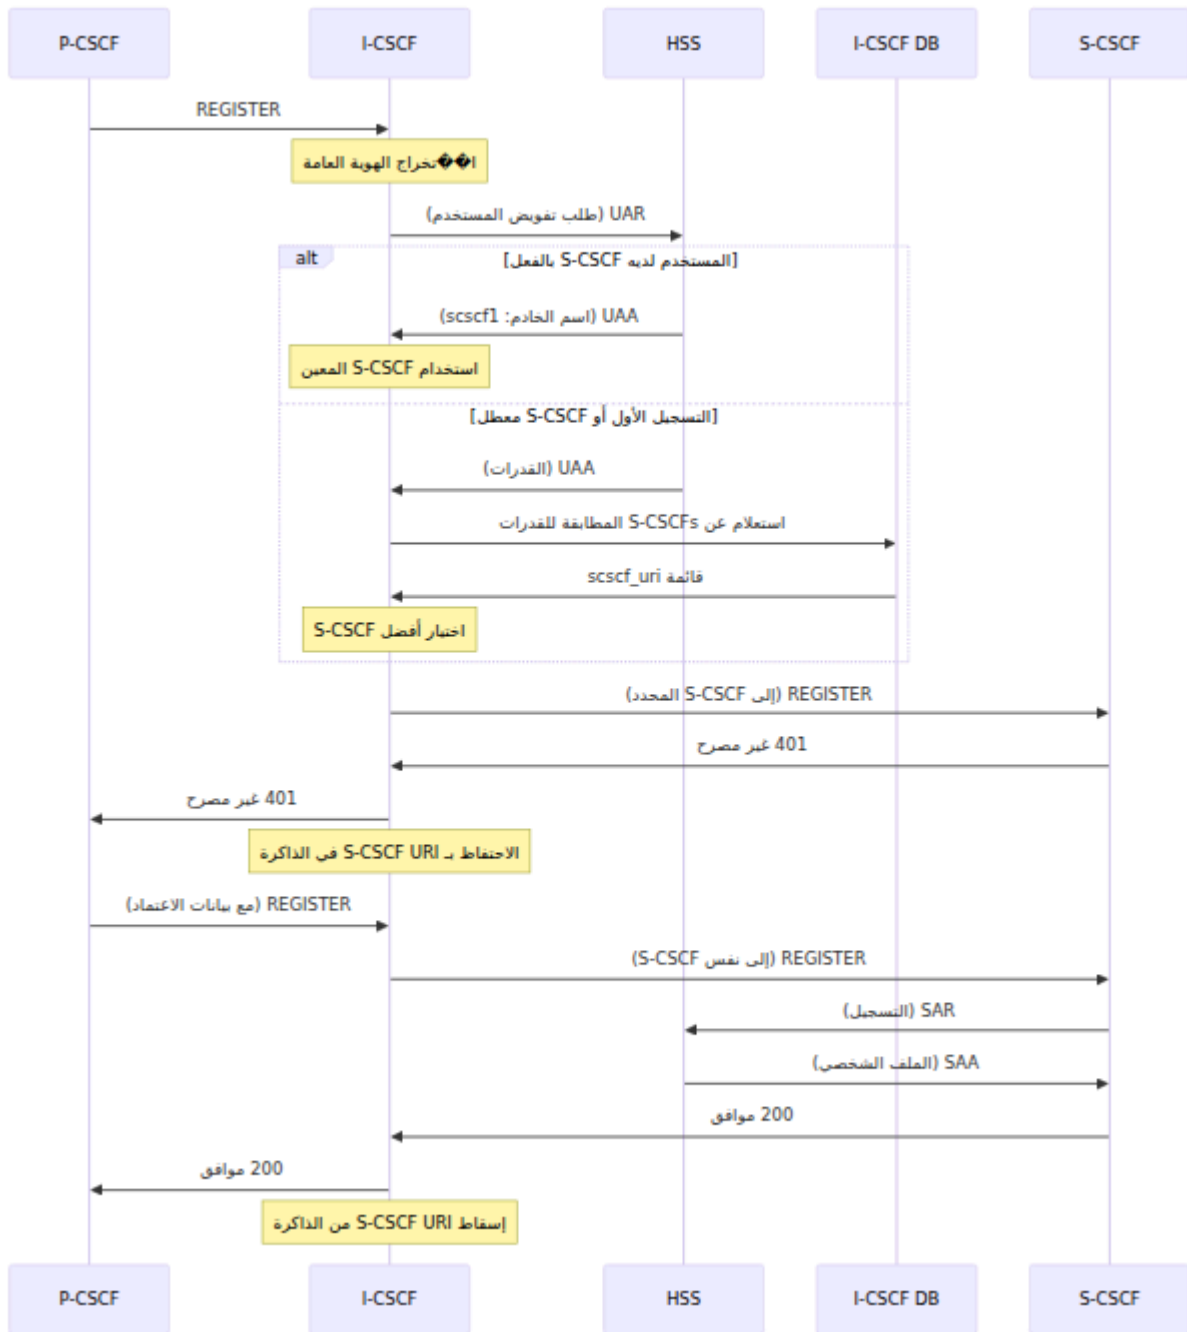 P-CSCF
I-CSCF
HSS
I-CSCF DB
S-CSCF
REGISTER
الهوية العامة
UAR (طلب تفويض المستخدم)
alt
[المستخدم لديه S-CSCF بالفعل]
UAA (اسم الخادم: scscf1)
استخدام S-CSCF المعين
[التسجيل الأول أو S-CSCF معطل]
UAA (القدرات)
استعلام عن S-CSCFs المطابقة للقدرات
قائمة scscf_uri
اختيار أفضل S-CSCF
REGISTER (إلى S-CSCF المحدد)
401 غير مصرح
401 غير مصرح
الاحتفاظ بـ S-CSCF URI في الذاكرة
REGISTER (مع بيانات الاعتماد)
REGISTER (إلى نفس S-CSCF)
SAR (التسجيل)
SAA (الملف الشخصي)
200 موافق
200 موافق
إسقاط S-CSCF URI من الذاكرة
P-CSCF
I-CSCF
HSS
I-CSCF DB
S-CSCF